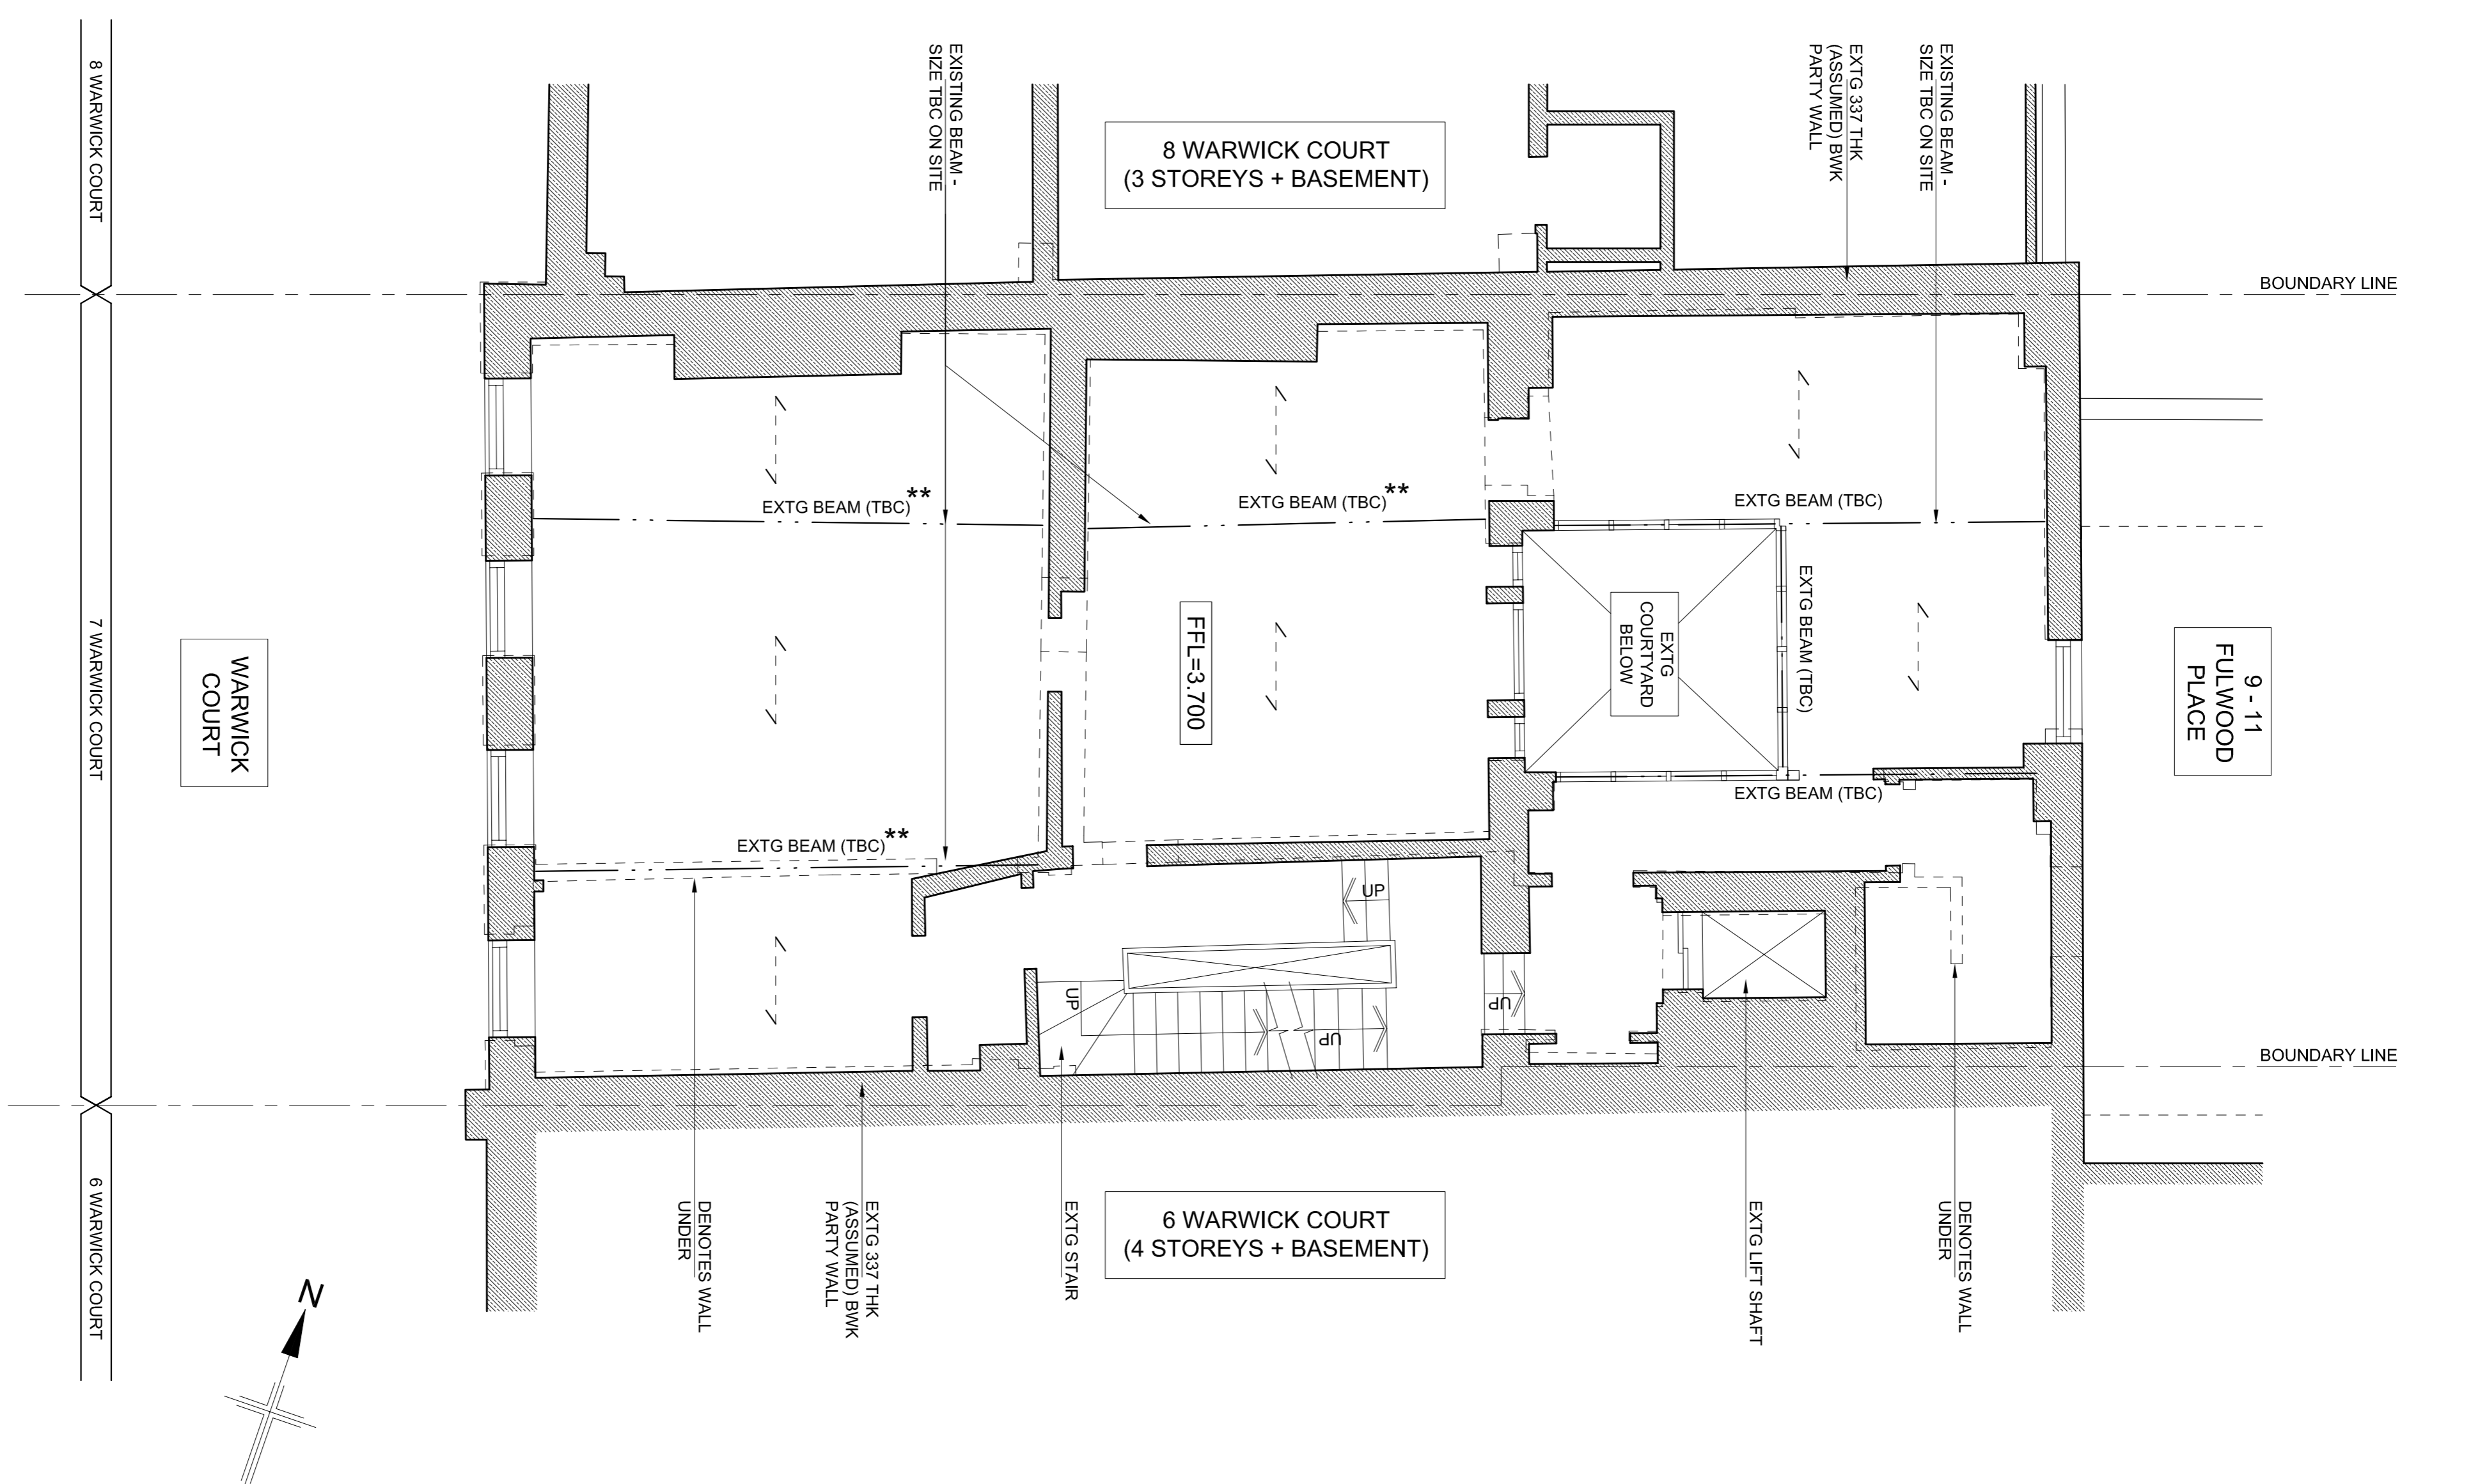 EXISTING BEAM -
SIZE TBC ON SITE
8 WARWICK COURT
(3 STOREYS + BASEMENT)
EXTG 337 THK
(ASSUMED) BWK
PARTY WALL
EXISTING BEAM -
SIZE TBC ON SITE
8 WARWICK COURT
BOUNDARY LINE
EXTG BEAM (TBC)**
EXTG BEAM (TBC)**
EXTG BEAM (TBC)
7 WARWICK COURT
WARWICK
COURT
FFL=3.700
EXTG
COURTYARD
BELOW
EXTG BEAM (TBC)
9 - 11
FULWOOD
PLACE
EXTG BEAM (TBC)
EXTG BEAM (TBC)**
UP
UP
UP
UP
BOUNDARY LINE
6 WARWICK COURT
DENOTES WALL
UNDER
EXTG 337 THK
(ASSUMED) BWK
PARTY WALL
EXTG STAIR
6 WARWICK COURT
(4 STOREYS + BASEMENT)
EXTG LIFT SHAFT
DENOTES WALL
UNDER
N